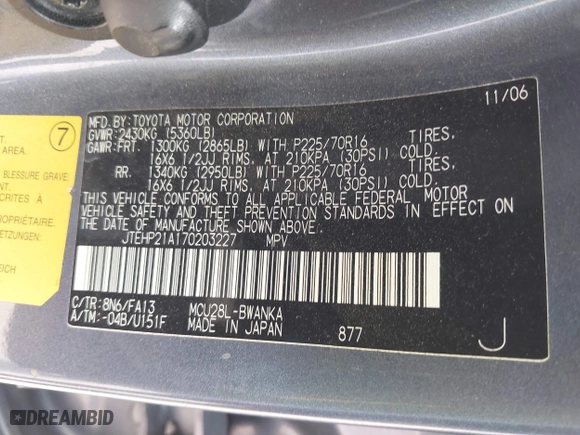 11/06
MFD. BY: TOYOTA MOTOR CORPORATION
GVWR: 2430KG (5360LB)
GAWR: FRT. 1300KG (2865LB) WITH P225/70R16 TIRES,
16X6 1/2JJ RIMS, AT 210KPA (30PSI) COLD.
RR. 1340KG (2950LB) WITH P225/70R16 TIRES,
16X6 1/2JJ RIMS, AT 210KPA (30PSI) COLD.
THIS VEHICLE CONFORMS TO ALL APPLICABLE FEDERAL MOTOR
VEHICLE SAFETY AND THEFT PREVENTION STANDARDS IN EFFECT ON
THE DATE OF MANUFACTURE SHOWN ABOVE.
JTEHP21A170203227 MPV
C/TR: 8N6/FA13 MCU28L-BWANKA
A/TM: -04B/U151F MADE IN JAPAN 877 J
7
AREA.
BLESSURE GRAVE:
CRITES À
PROPRIÉTAIRE.
EICH
DREAMBID